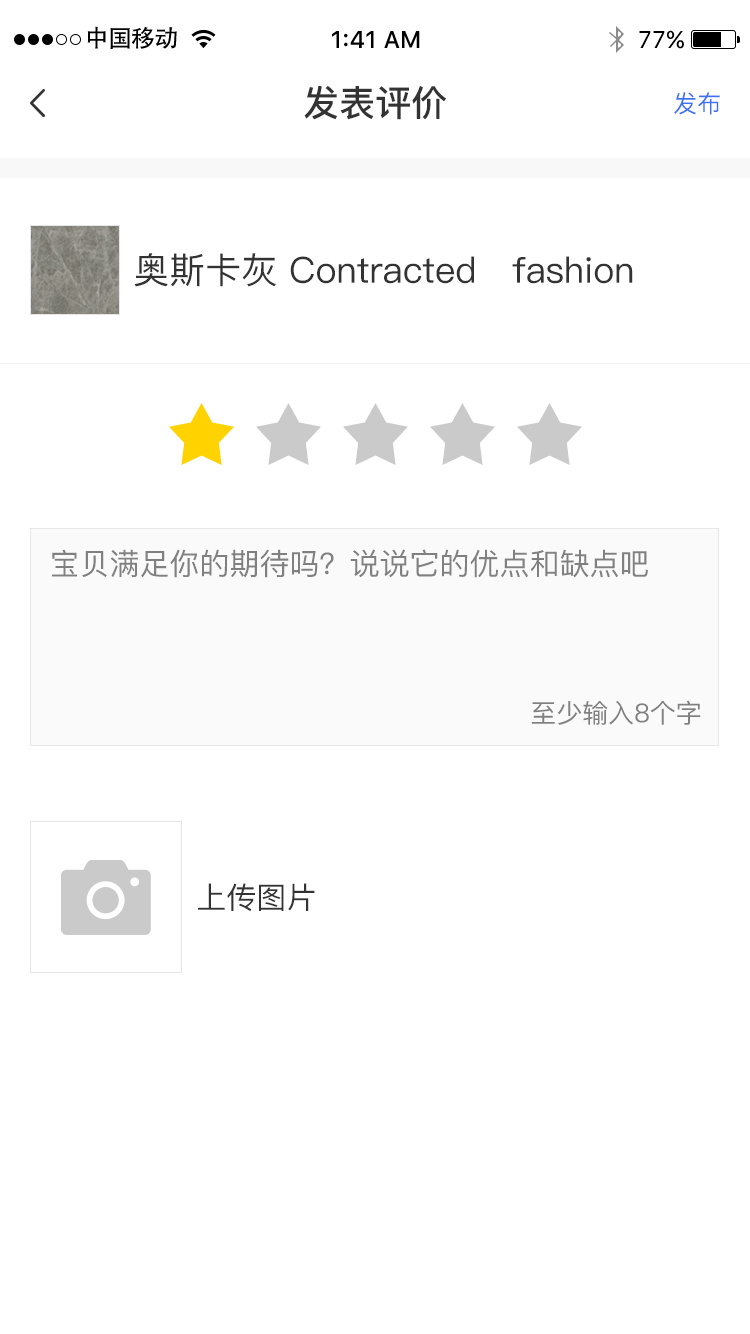 中国移动 1:41 AM 77%
发表评价 发布
奥斯卡灰 Contracted fashion
宝贝满足你的期待吗？说说它的优点和缺点吧
至少输入8个字
上传图片